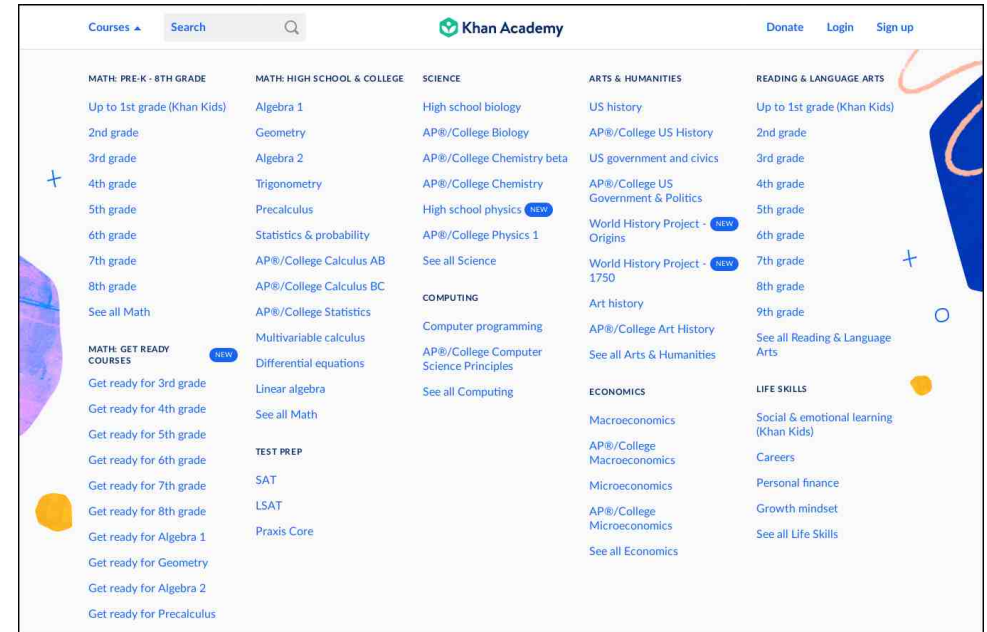 Courses
Search
Khan Academy
Donate
Login
Sign up
MATH: PRE-K - 8TH GRADE
Up to 1st grade (Khan Kids)
2nd grade
3rd grade
4th grade
5th grade
6th grade
7th grade
8th grade
See all Math
MATH: GET READY
COURSES
NEW
Get ready for 3rd grade
Get ready for 4th grade
Get ready for 5th grade
Get ready for 6th grade
Get ready for 7th grade
Get ready for 8th grade
Get ready for Algebra 1
Get ready for Geometry
Get ready for Algebra 2
Get ready for Precalculus
MATH: HIGH SCHOOL & COLLEGE
Algebra 1
Geometry
Algebra 2
Trigonometry
Precalculus
Statistics & probability
AP®/College Calculus AB
AP®/College Calculus BC
AP®/College Statistics
Multivariable calculus
Differential equations
Linear algebra
See all Math
TEST PREP
SAT
LSAT
Praxis Core
SCIENCE
High school biology
AP®/College Biology
AP®/College Chemistry beta
AP®/College Chemistry
High school physics NEW
AP®/College Physics 1
See all Science
COMPUTING
Computer programming
AP®/College Computer
Science Principles
See all Computing
ARTS & HUMANITIES
US history
AP®/College US History
US government and civics
AP®/College US
Government & Politics
World History Project - NEW
Origins
World History Project - NEW
1750
Art history
AP®/College Art History
See all Arts & Humanities
ECONOMICS
Macroeconomics
AP®/College
Macroeconomics
Microeconomics
AP®/College
Microeconomics
See all Economics
READING & LANGUAGE ARTS
Up to 1st grade (Khan Kids)
2nd grade
3rd grade
4th grade
5th grade
6th grade
7th grade
8th grade
9th grade
See all Reading & Language
Arts
LIFE SKILLS
Social & emotional learning
(Khan Kids)
Careers
Personal finance
Growth mindset
See all Life Skills